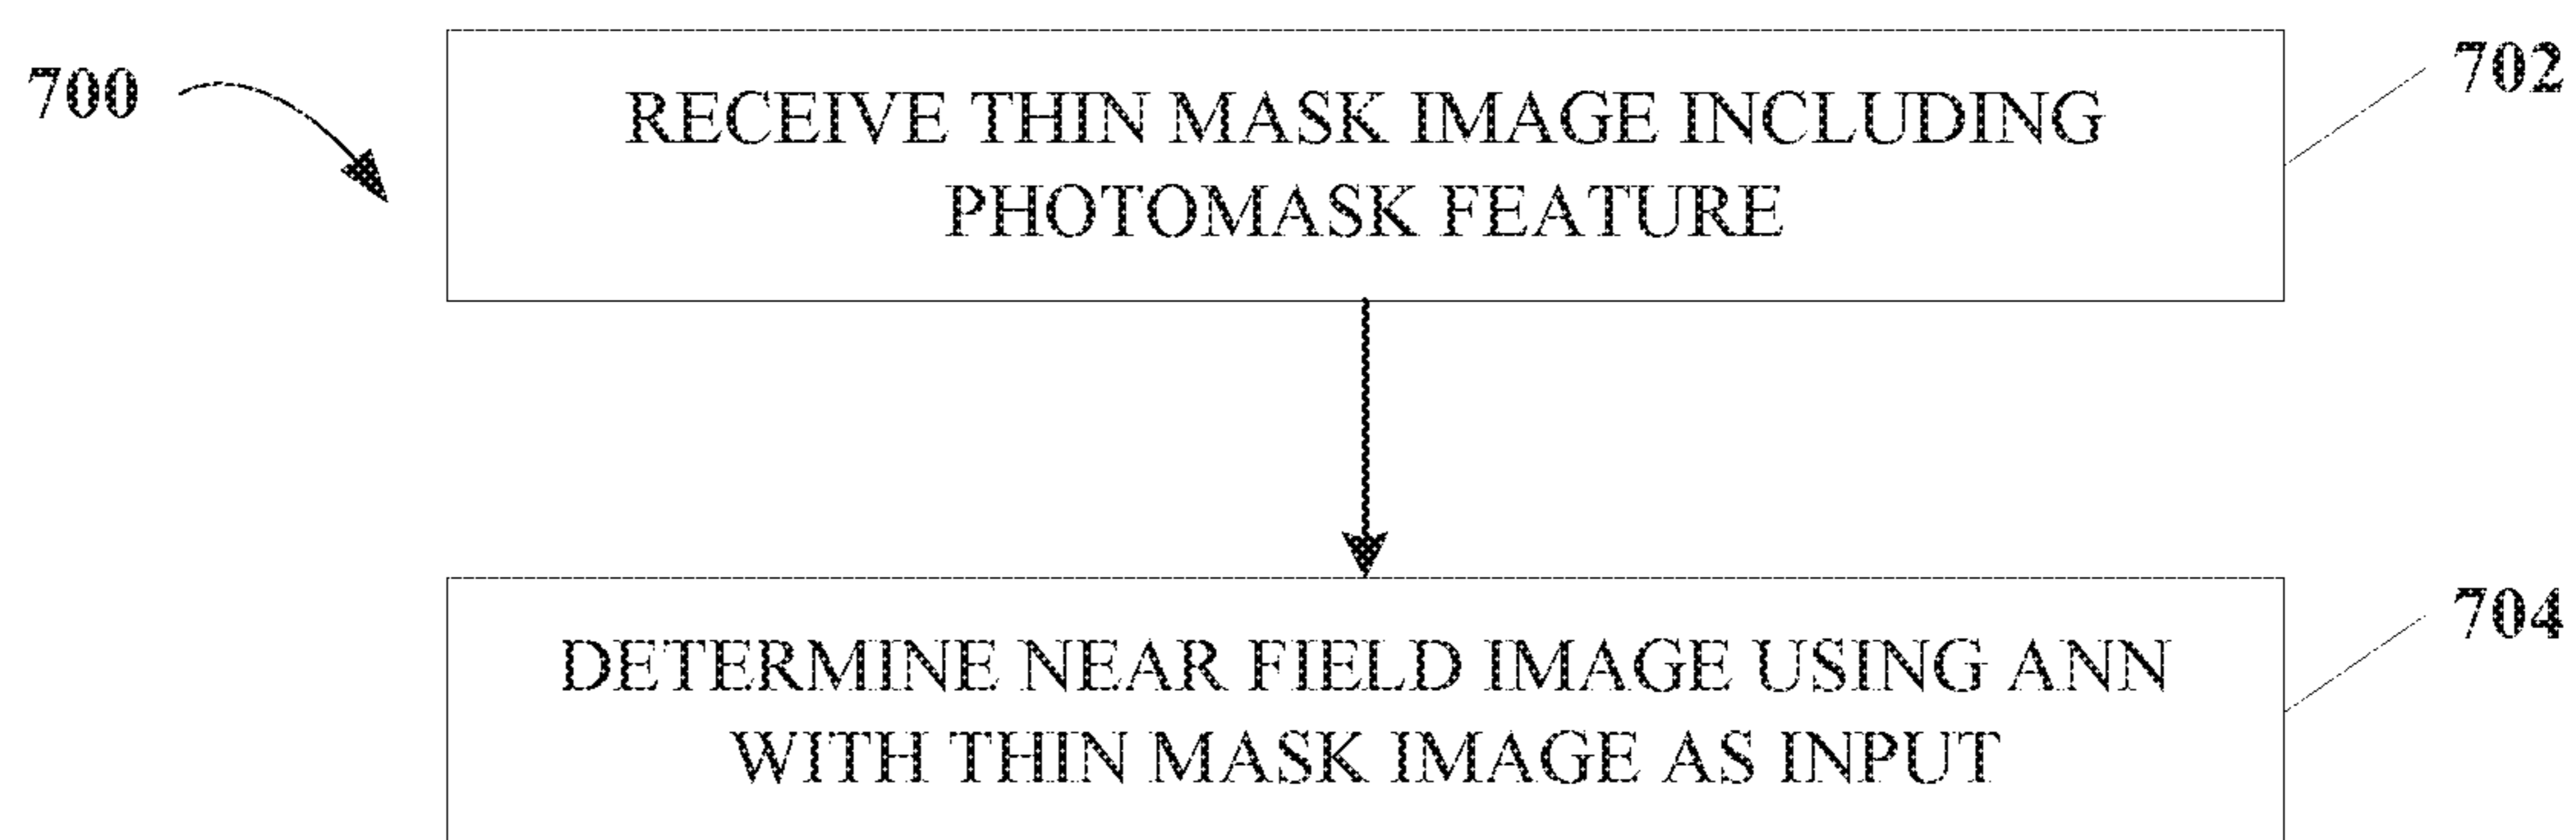 700
RECEIVE THIN MASK IMAGE INCLUDING
PHOTOMASK FEATURE
702
DETERMINE NEAR FIELD IMAGE USING ANN
WITH THIN MASK IMAGE AS INPUT
704